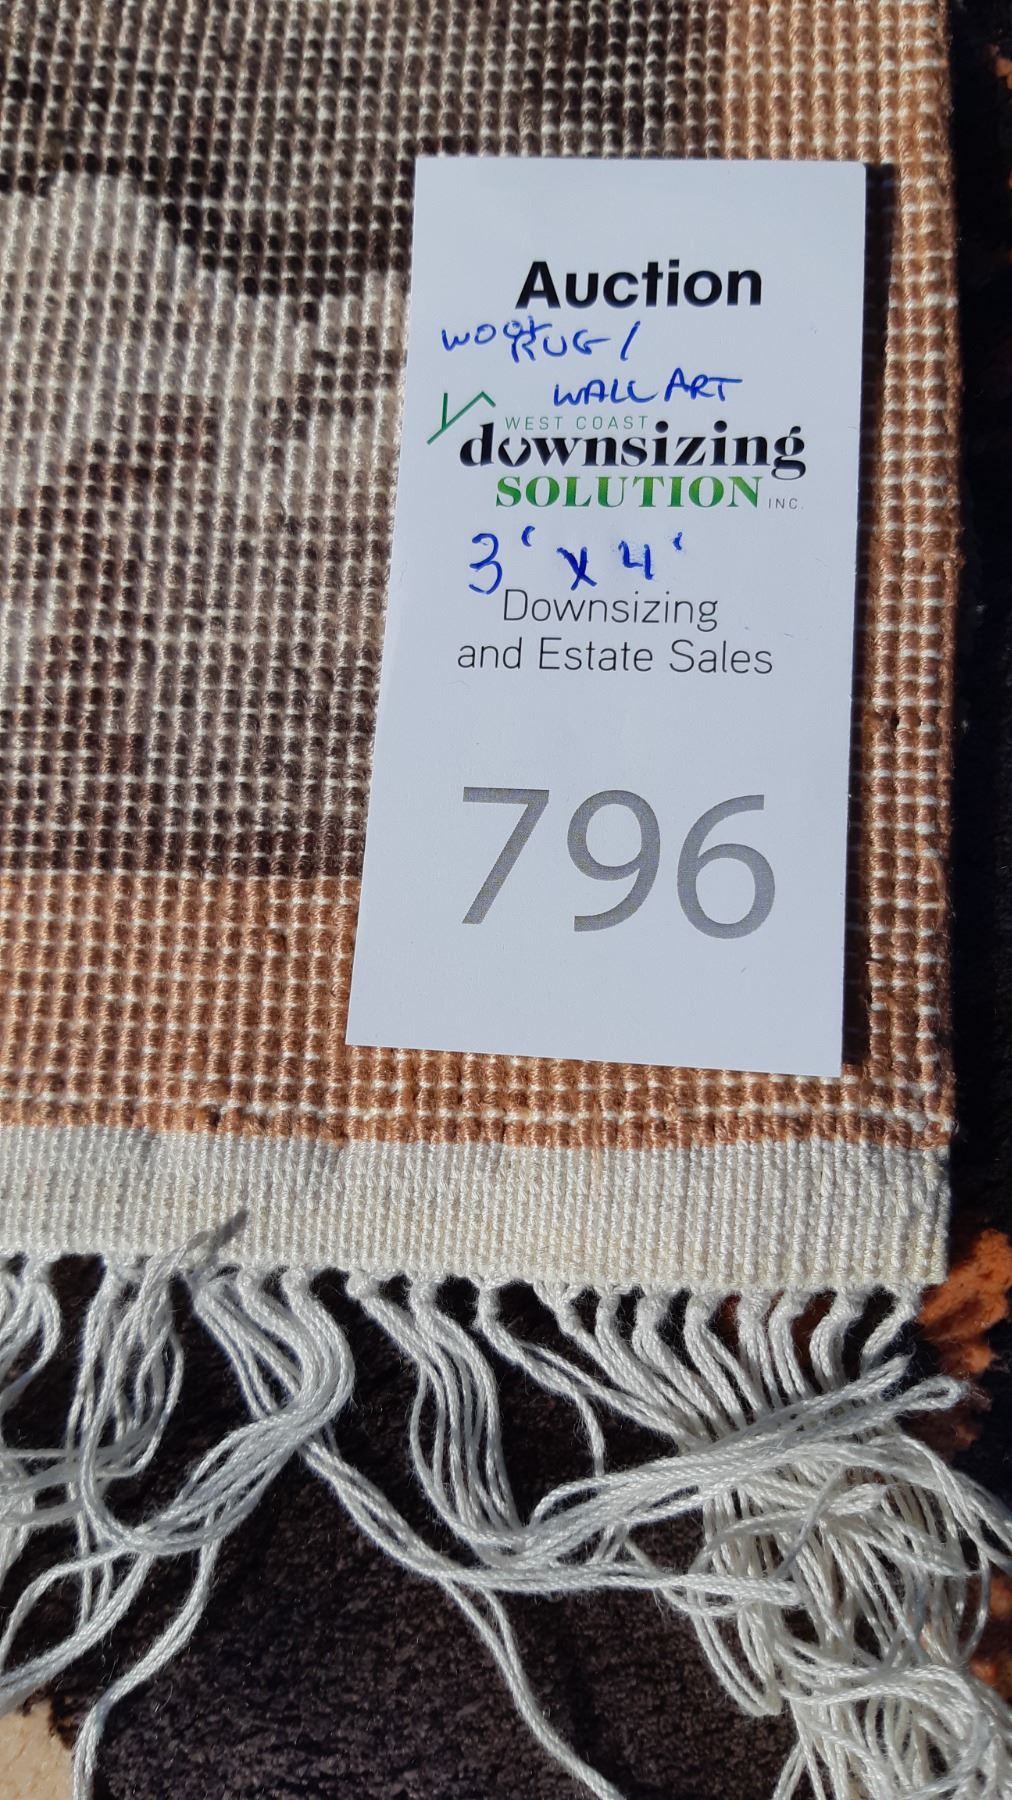 Auction
WOOL RUG /
WALL ART
WEST COAST
downsizing
SOLUTION INC.
3' x 4'
Downsizing
and Estate Sales
796